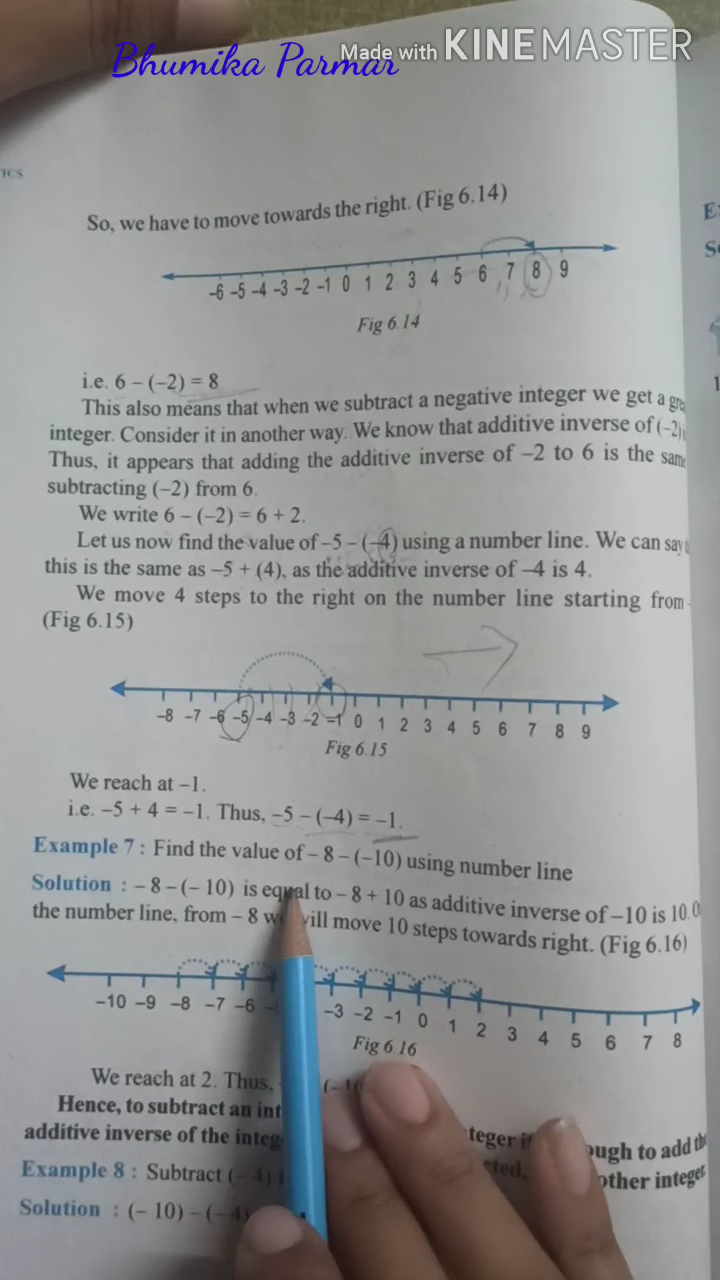 Made with KINEMASTER
Bhumika Parmar
ICS
So, we have to move towards the right. (Fig 6.14)
–6 –5 –4 –3 –2 –1 0 1 2 3 4 5 6 7 8 9
Fig 6.14
i.e. 6 – (–2) = 8
This also means that when we subtract a negative integer we get a
integer. Consider it in another way. We know that additive inverse of (–2)
Thus, it appears that adding the additive inverse of –2 to 6 is the same
subtracting (–2) from 6.
We write 6 – (–2) = 6 + 2.
Let us now find the value of –5 – (–4) using a number line. We can say
this is the same as –5 + (4), as the additive inverse of –4 is 4.
We move 4 steps to the right on the number line starting from
(Fig 6.15)
–8 –7 –6 –5 –4 –3 –2 –1 0 1 2 3 4 5 6 7 8 9
Fig 6.15
We reach at –1.
i.e. –5 + 4 = –1. Thus, –5 – (–4) = –1.
Example 7 : Find the value of – 8 – (–10) using number line
Solution : – 8 – (– 10) is equal to – 8 + 10 as additive inverse of –10 is 10.
the number line, from – 8 we will move 10 steps towards right. (Fig 6.16)
–10 –9 –8 –7 –6 –3 –2 –1 0 1 2 3 4 5 6 7 8
Fig 6.16
We reach at 2. Thus,
Hence, to subtract an
additive inverse of the to add the
other integer.
Example 8 : Subtract (– 4)
Solution : (– 10) – (– 4)